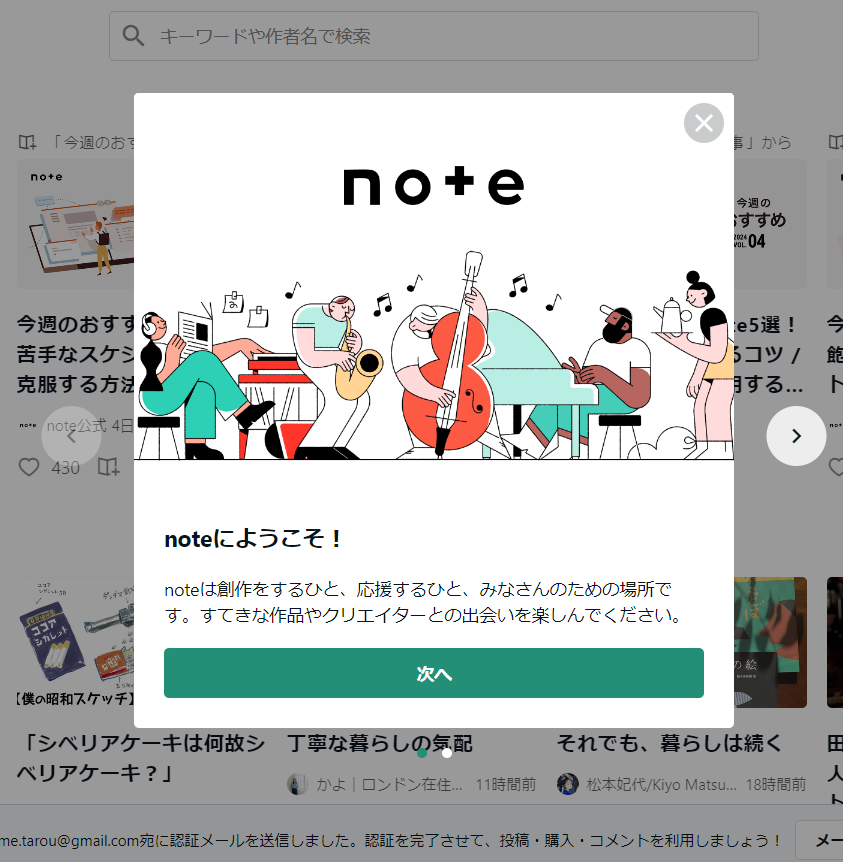 キーワードや作者名で検索
「今週のおす
事」から
note
今週の
おすすめ
2024
VOL.04
note
今週のおすす
苦手なスケジ
克服する方法
te5選！
るコツ /
用する...
今
飽
ト
note
note公式 4日
430
noteにようこそ！
noteは創作をするひと、応援するひと、みなさんのための場所で
す。すてきな作品やクリエイターとの出会いを楽しんでください。
次へ
ココア
シガレット
【僕の昭和スケッチ】
の絵
「シベリアケーキは何故シ
ベリアケーキ？」
丁寧な暮らしの気配
かよ｜ロンドン在住... 11時間前
それでも、暮らしは続く
松本妃代/Kiyo Matsu... 18時間前
田
人
ト
me.tarou@gmail.com宛に認証メールを送信しました。認証を完了させて、投稿・購入・コメントを利用しましょう！
メー